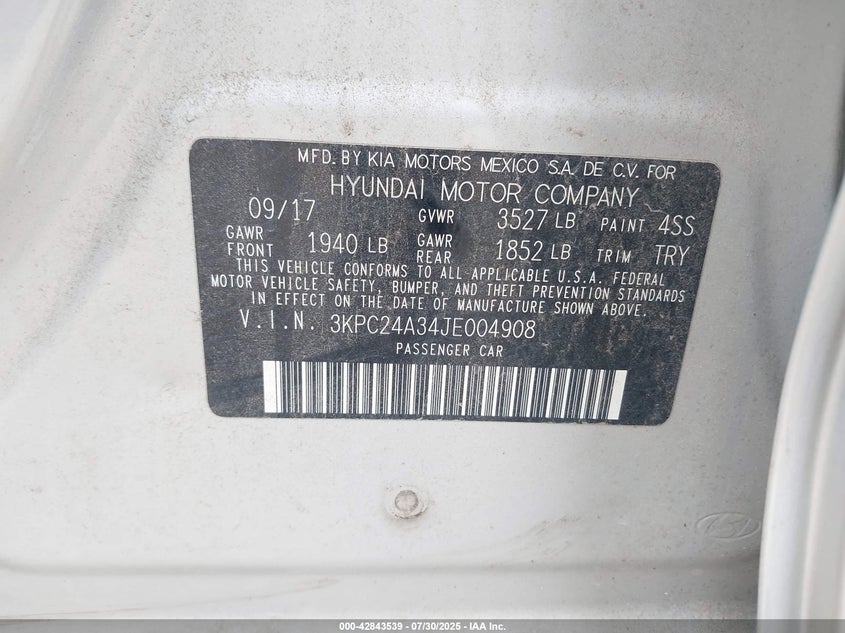 MFD. BY KIA MOTORS MEXICO S.A. DE C.V. FOR
HYUNDAI MOTOR COMPANY
09/17 GVWR 3527 LB PAINT 4SS
GAWR FRONT 1940 LB GAWR REAR 1852 LB TRIM TRY
THIS VEHICLE CONFORMS TO ALL APPLICABLE U.S.A. FEDERAL
MOTOR VEHICLE SAFETY, BUMPER, AND THEFT PREVENTION STANDARDS
IN EFFECT ON THE DATE OF MANUFACTURE SHOWN ABOVE.
V.I.N. 3KPC24A34JE004908
PASSENGER CAR
000-42843539 - 07/30/2025 - IAA Inc.